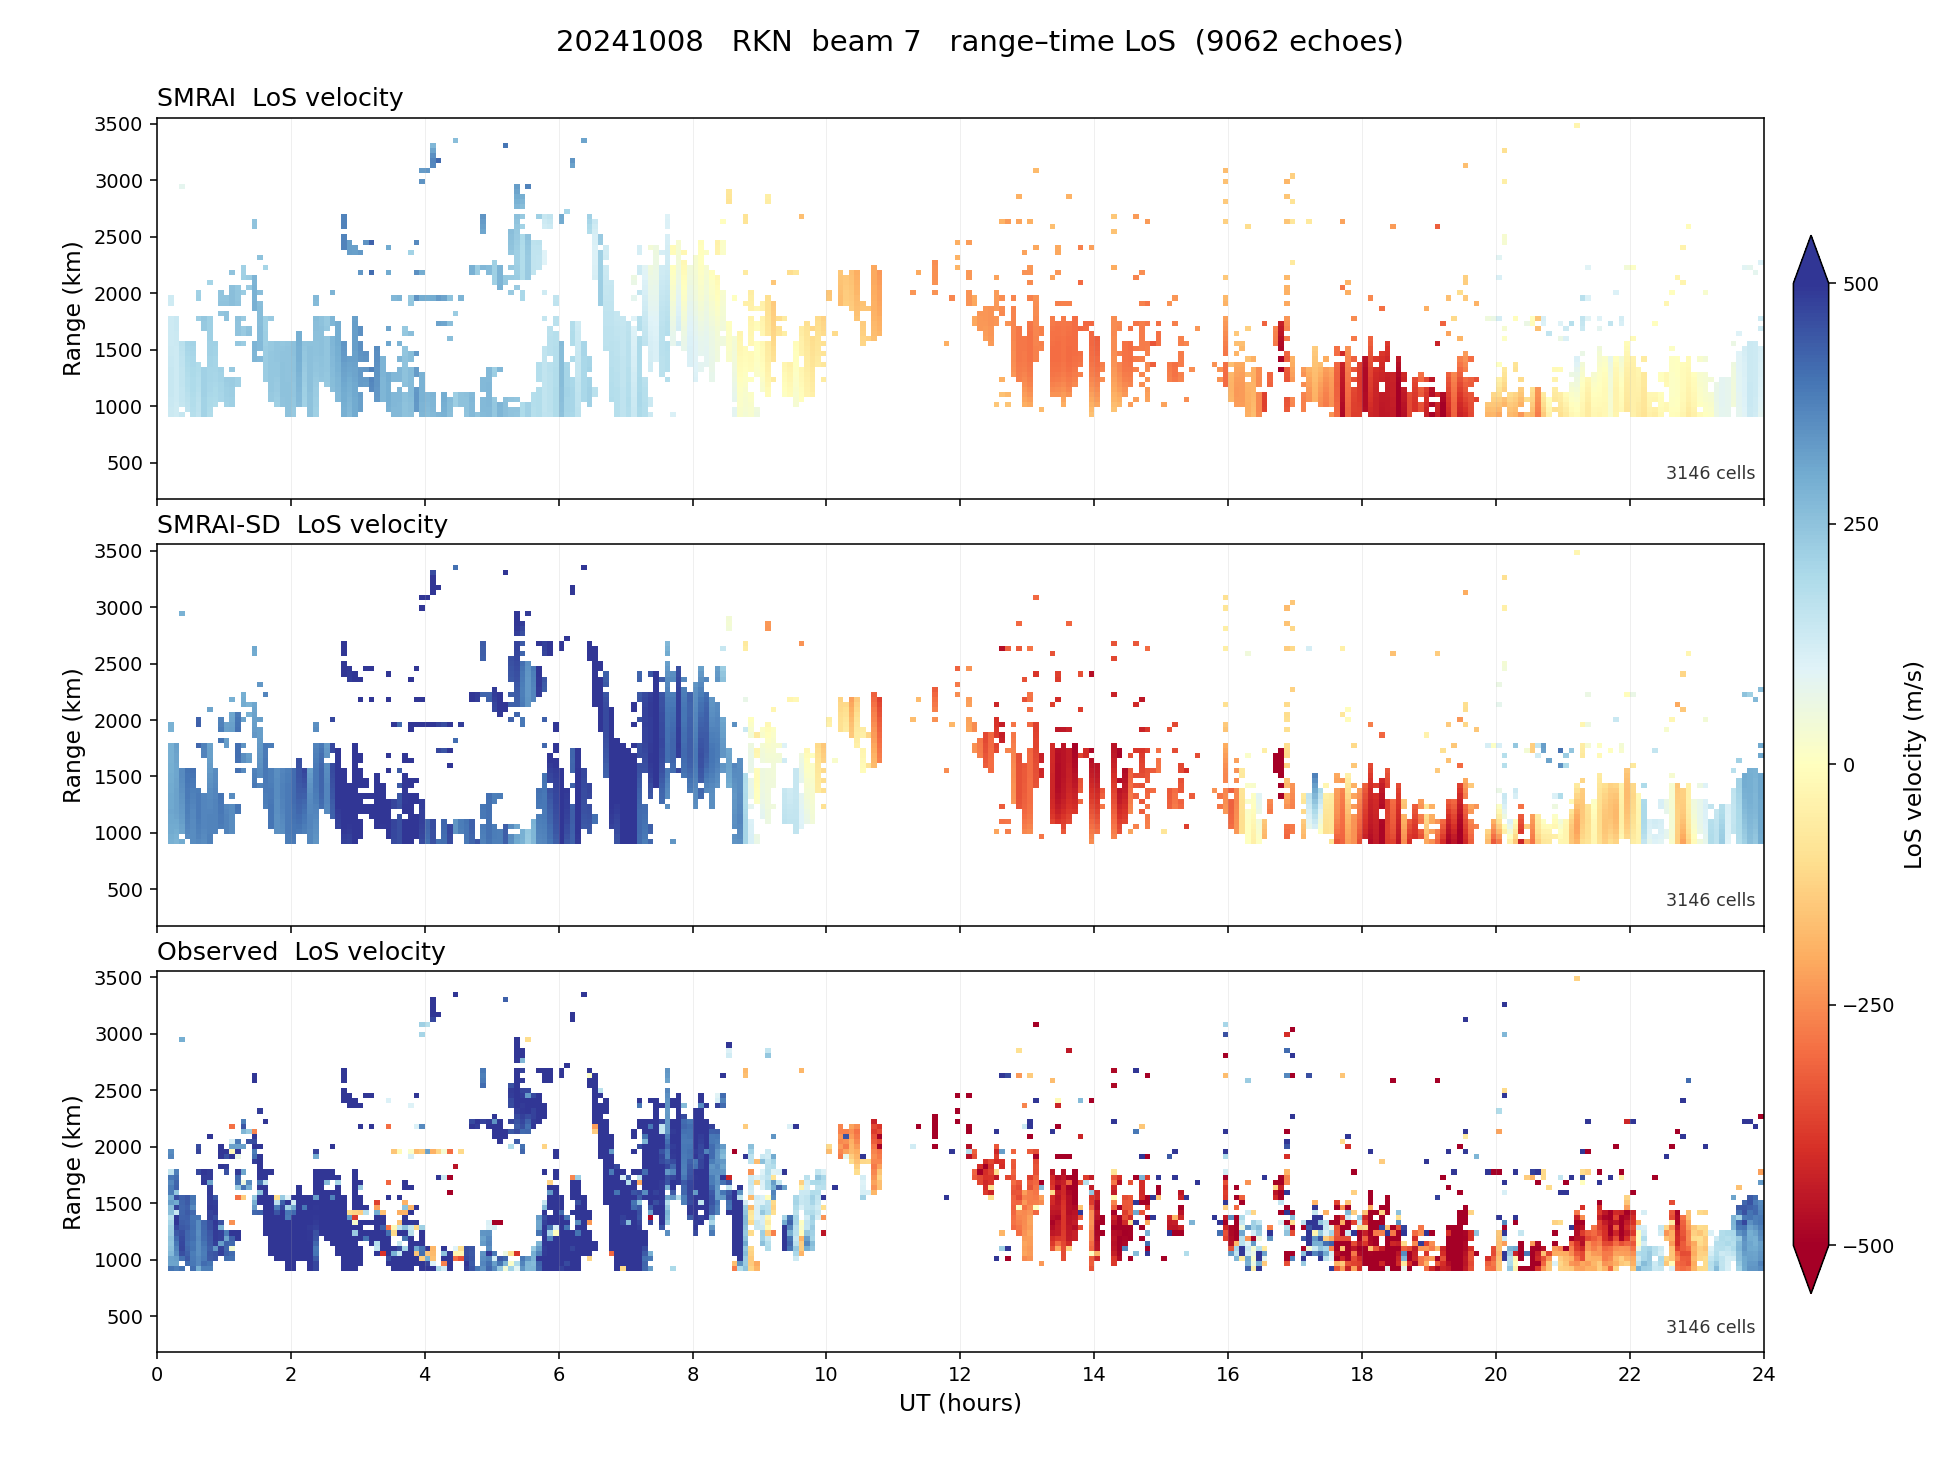 20241008   RKN  beam 7   range–time LoS  (9062 echoes)
SMRAI  LoS velocity
3500
3000
2500
2000
1500
1000
500
Range (km)
3146 cells
SMRAI-SD  LoS velocity
3500
3000
2500
2000
1500
1000
500
Range (km)
3146 cells
Observed  LoS velocity
3500
3000
2500
2000
1500
1000
500
Range (km)
3146 cells
0 2 4 6 8 10 12 14 16 18 20 22 24
UT (hours)
500
250
0
−250
−500
LoS velocity (m/s)